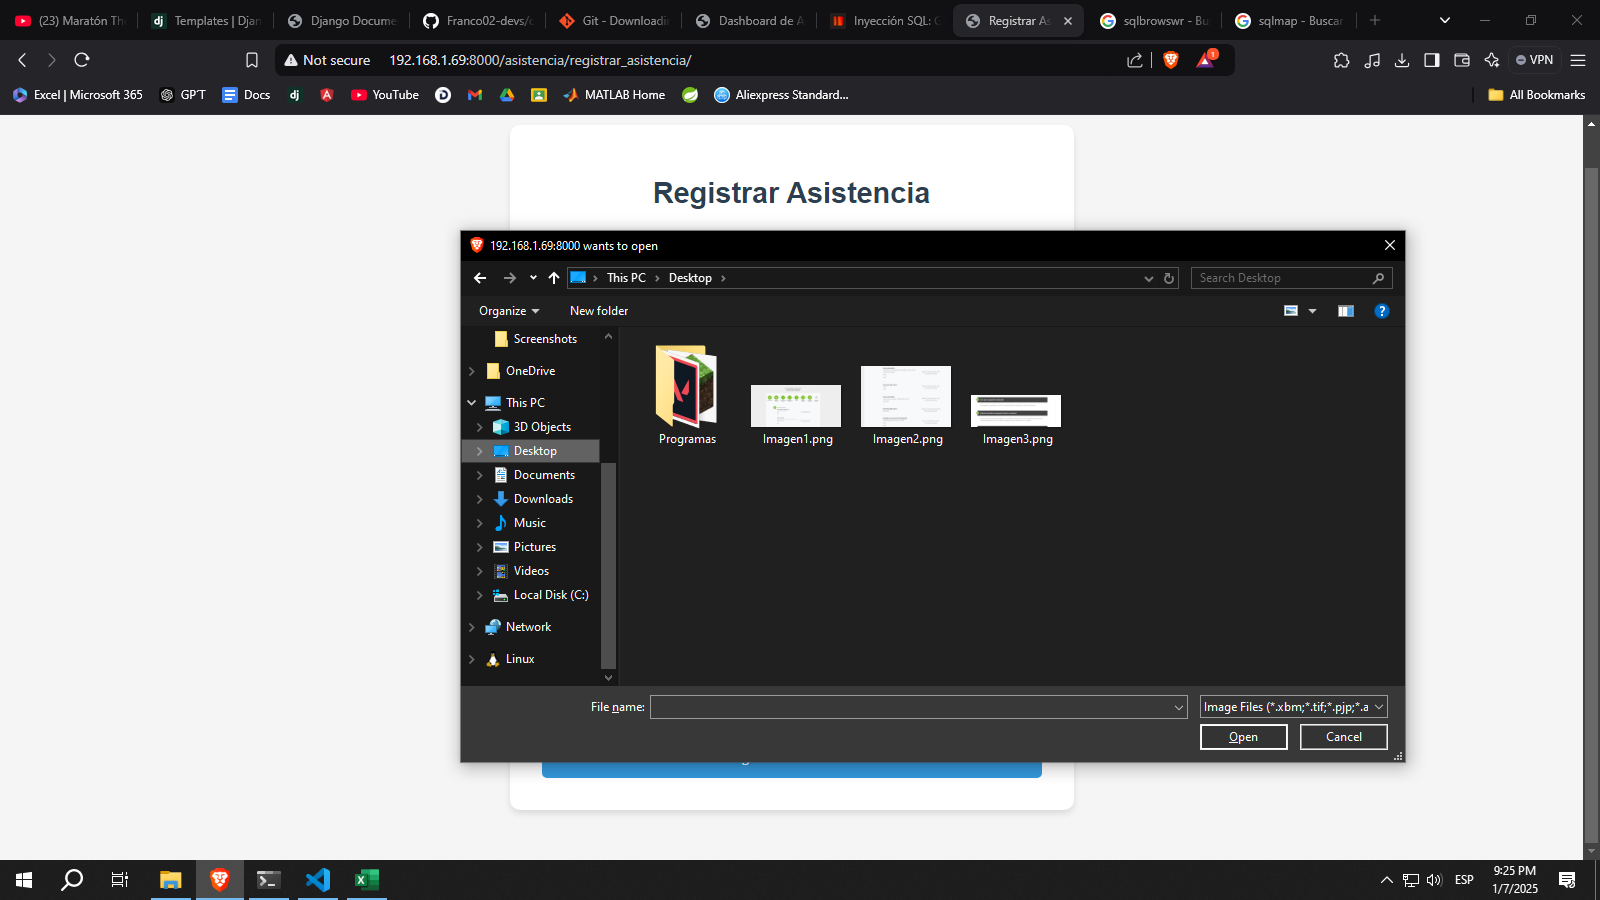 (23) Maratón The
Templates | Djan
Django Docume
Franco02-devs/c
Git - Downloadin
Dashboard de A
Inyección SQL: G
Registrar As
sqlbrowswr - Bu
sqlmap - Buscar
Not secure
192.168.1.69:8000/asistencia/registrar_asistencia/
1
VPN
Excel | Microsoft 365
GP'T
Docs
dj
YouTube
MATLAB Home
Aliexpress Standard...
All Bookmarks
Registrar Asistencia
192.168.1.69:8000 wants to open
This PC
Desktop
Search Desktop
Organize
New folder
Screenshots
OneDrive
This PC
3D Objects
Desktop
Documents
Downloads
Music
Pictures
Videos
Local Disk (C:)
Network
Linux
Programas
Imagen1.png
Imagen2.png
Imagen3.png
File name:
Image Files (*.xbm;*.tif;*.pjp;*.a
Open
Cancel
ESP
9:25 PM
1/7/2025